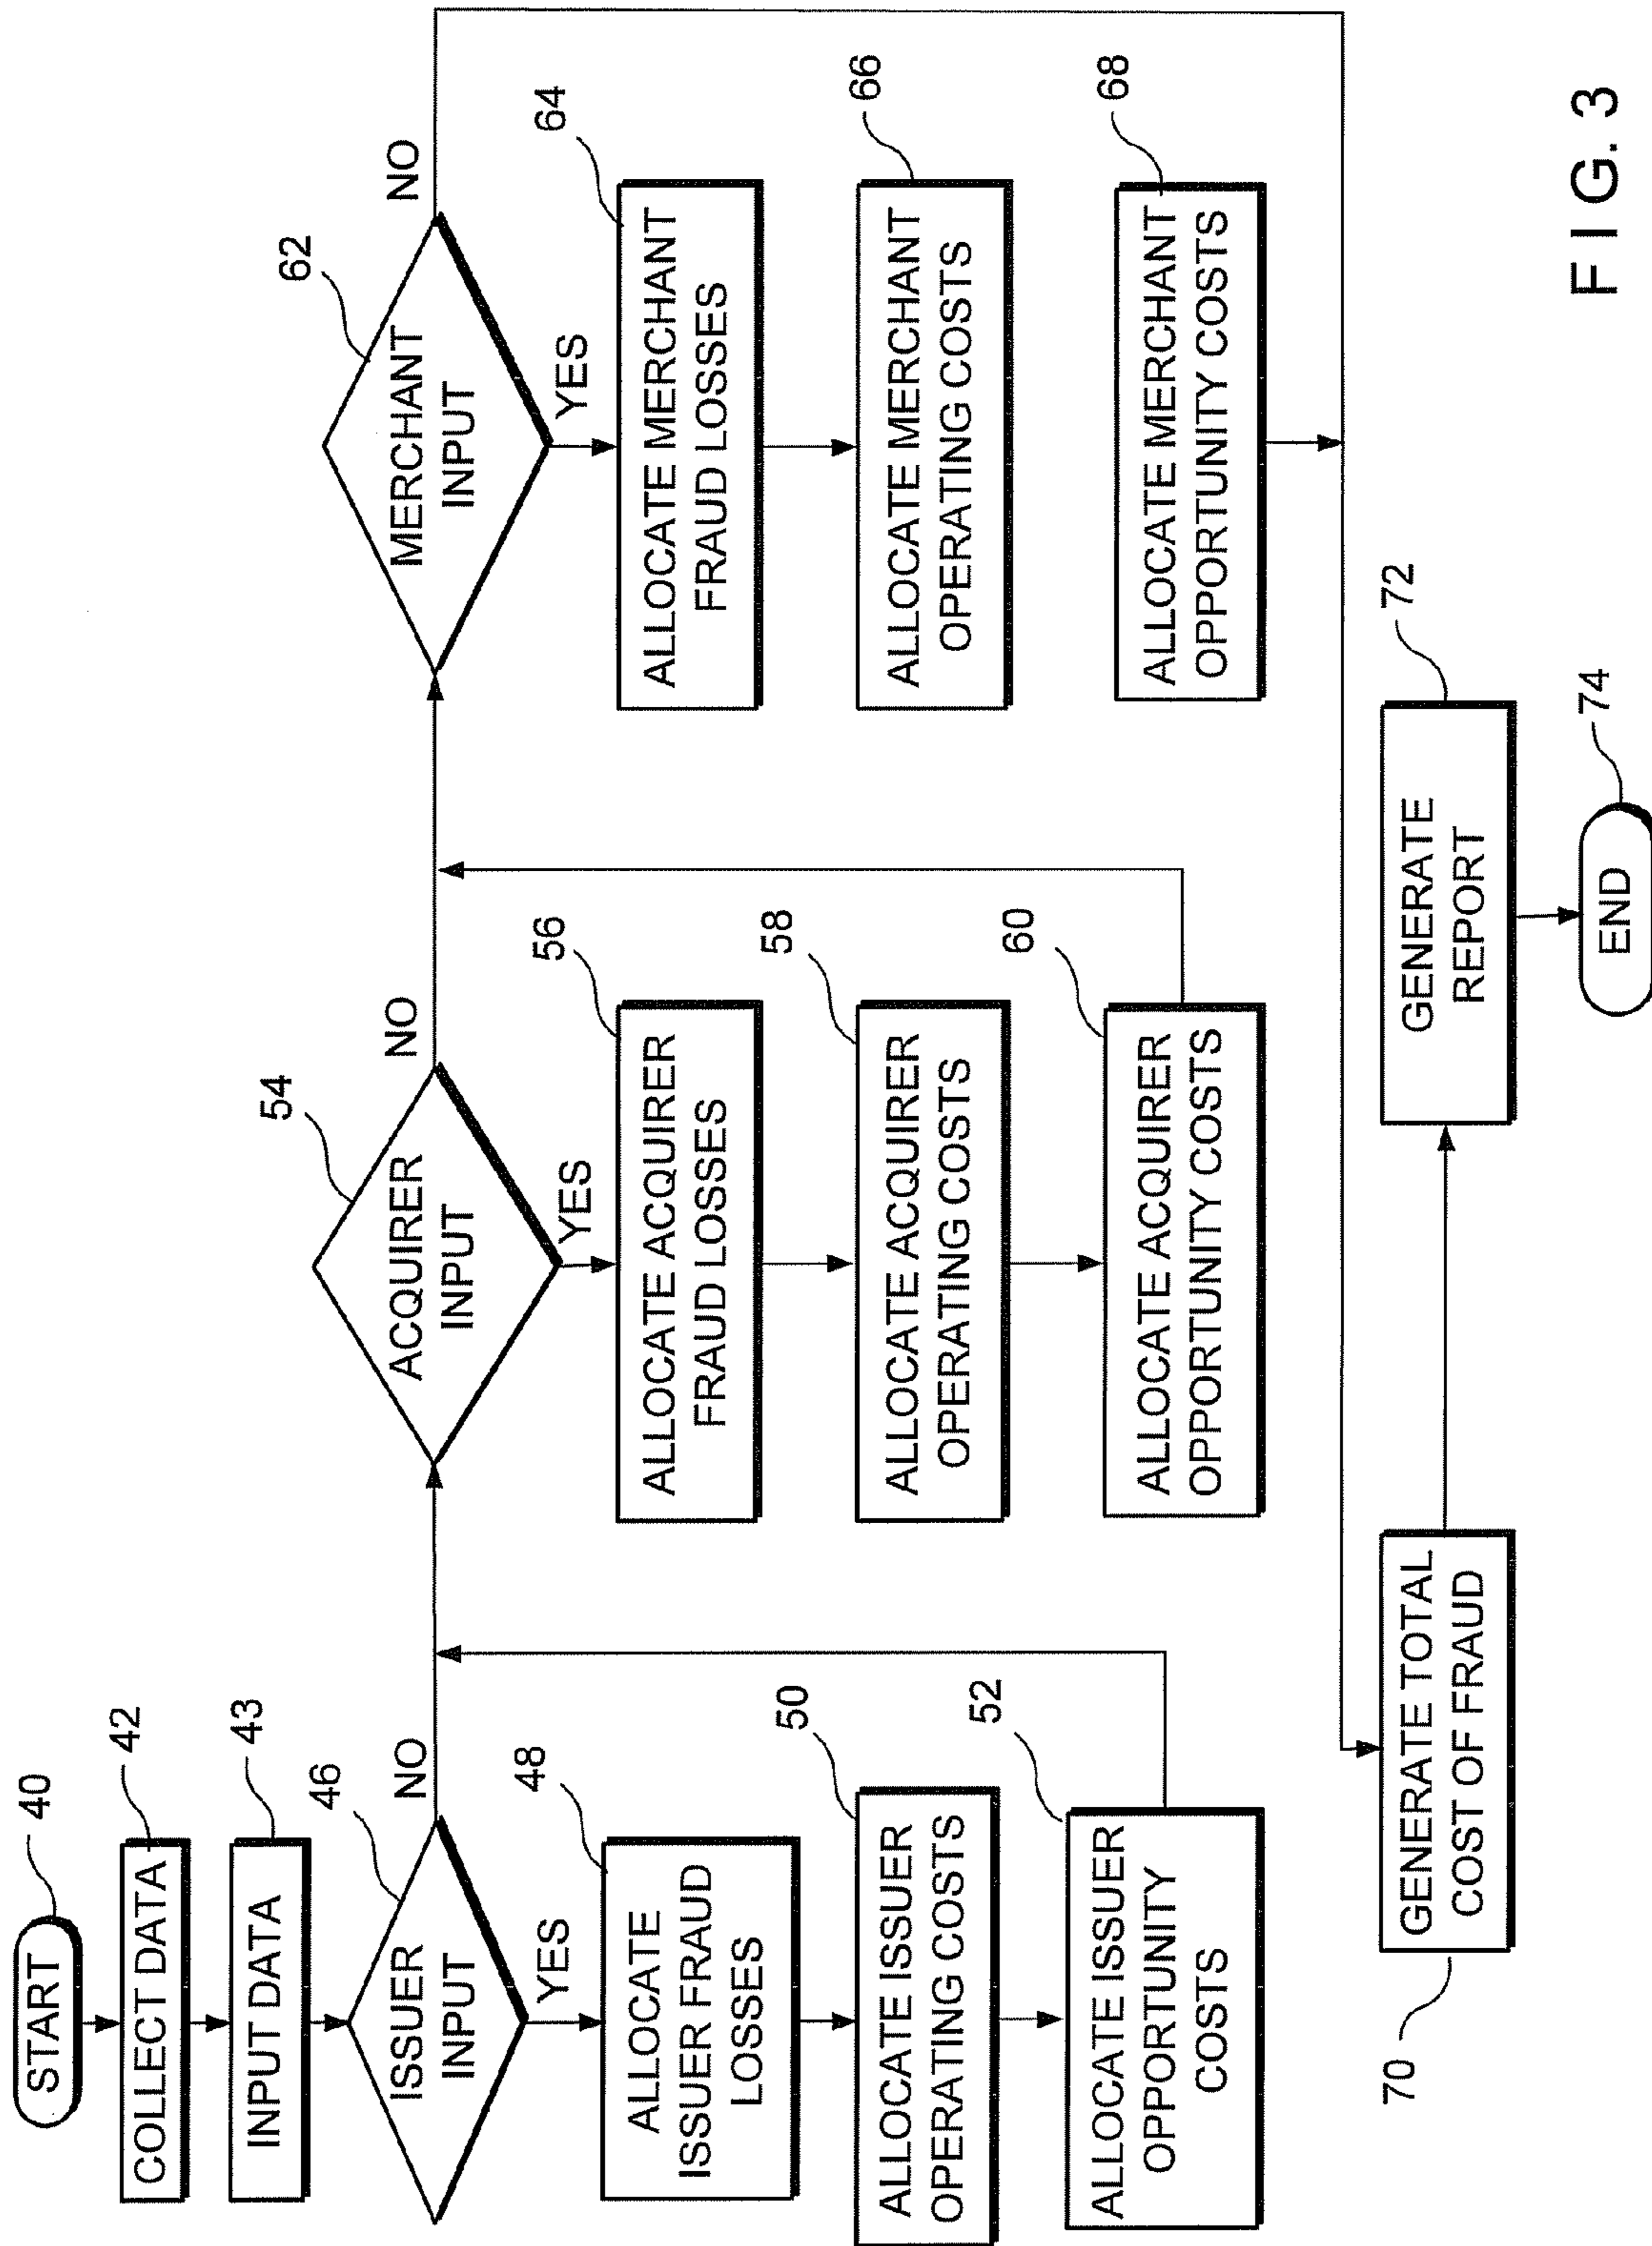 START
40
COLLECT DATA
42
INPUT DATA
43
ISSUER
INPUT
46
NO
YES
ALLOCATE
ISSUER FRAUD
LOSSES
48
ALLOCATE ISSUER
OPERATING COSTS
50
ALLOCATE ISSUER
OPPORTUNITY
COSTS
52
ACQUIRER
INPUT
54
NO
YES
ALLOCATE ACQUIRER
FRAUD LOSSES
56
ALLOCATE ACQUIRER
OPERATING COSTS
58
ALLOCATE ACQUIRER
OPPORTUNITY COSTS
60
MERCHANT
INPUT
62
NO
YES
ALLOCATE MERCHANT
FRAUD LOSSES
64
ALLOCATE MERCHANT
OPERATING COSTS
66
ALLOCATE MERCHANT
OPPORTUNITY COSTS
68
GENERATE TOTAL
COST OF FRAUD
70
GENERATE
REPORT
72
END
74
FIG. 3